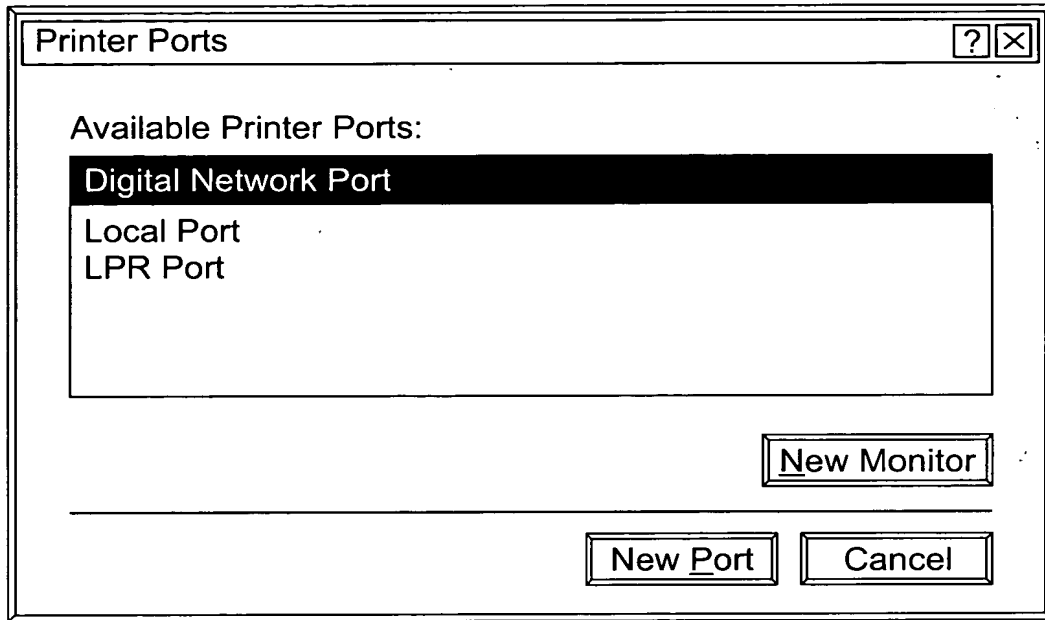 Printer Ports ? ×
Available Printer Ports:
Digital Network Port
Local Port
LPR Port
New Monitor
New Port Cancel